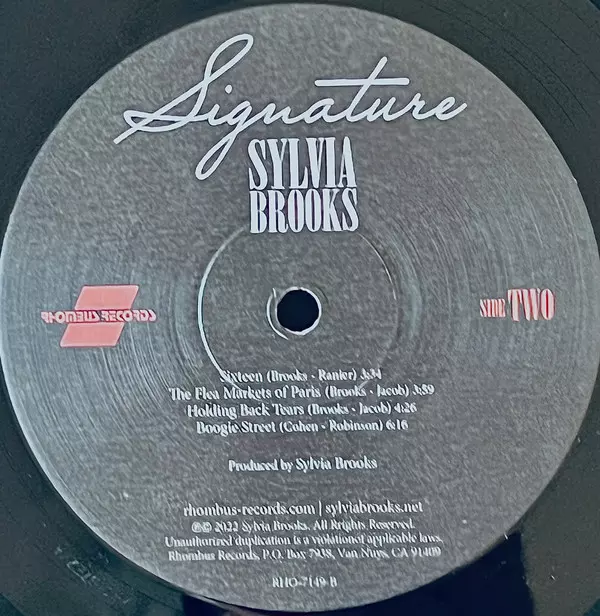 Signature
SYLVIA
BROOKS
RHOMBUS RECORDS
SIDE TWO
Sixteen (Brooks - Ranier) 3:34
The Flea Markets of Paris (Brooks - Jacob) 3:59
Holding Back Tears (Brooks - Jacob) 4:26
Boogie Street (Cohen - Robinson) 6:16
Produced by Sylvia Brooks
rhombus-records.com | sylviabrooks.net
℗© 2022 Sylvia Brooks. All Rights Reserved.
Unauthorized duplication is a violation of applicable laws.
Rhombus Records, P.O. Box 7938, Van Nuys, CA 91409
RHO-7149-B